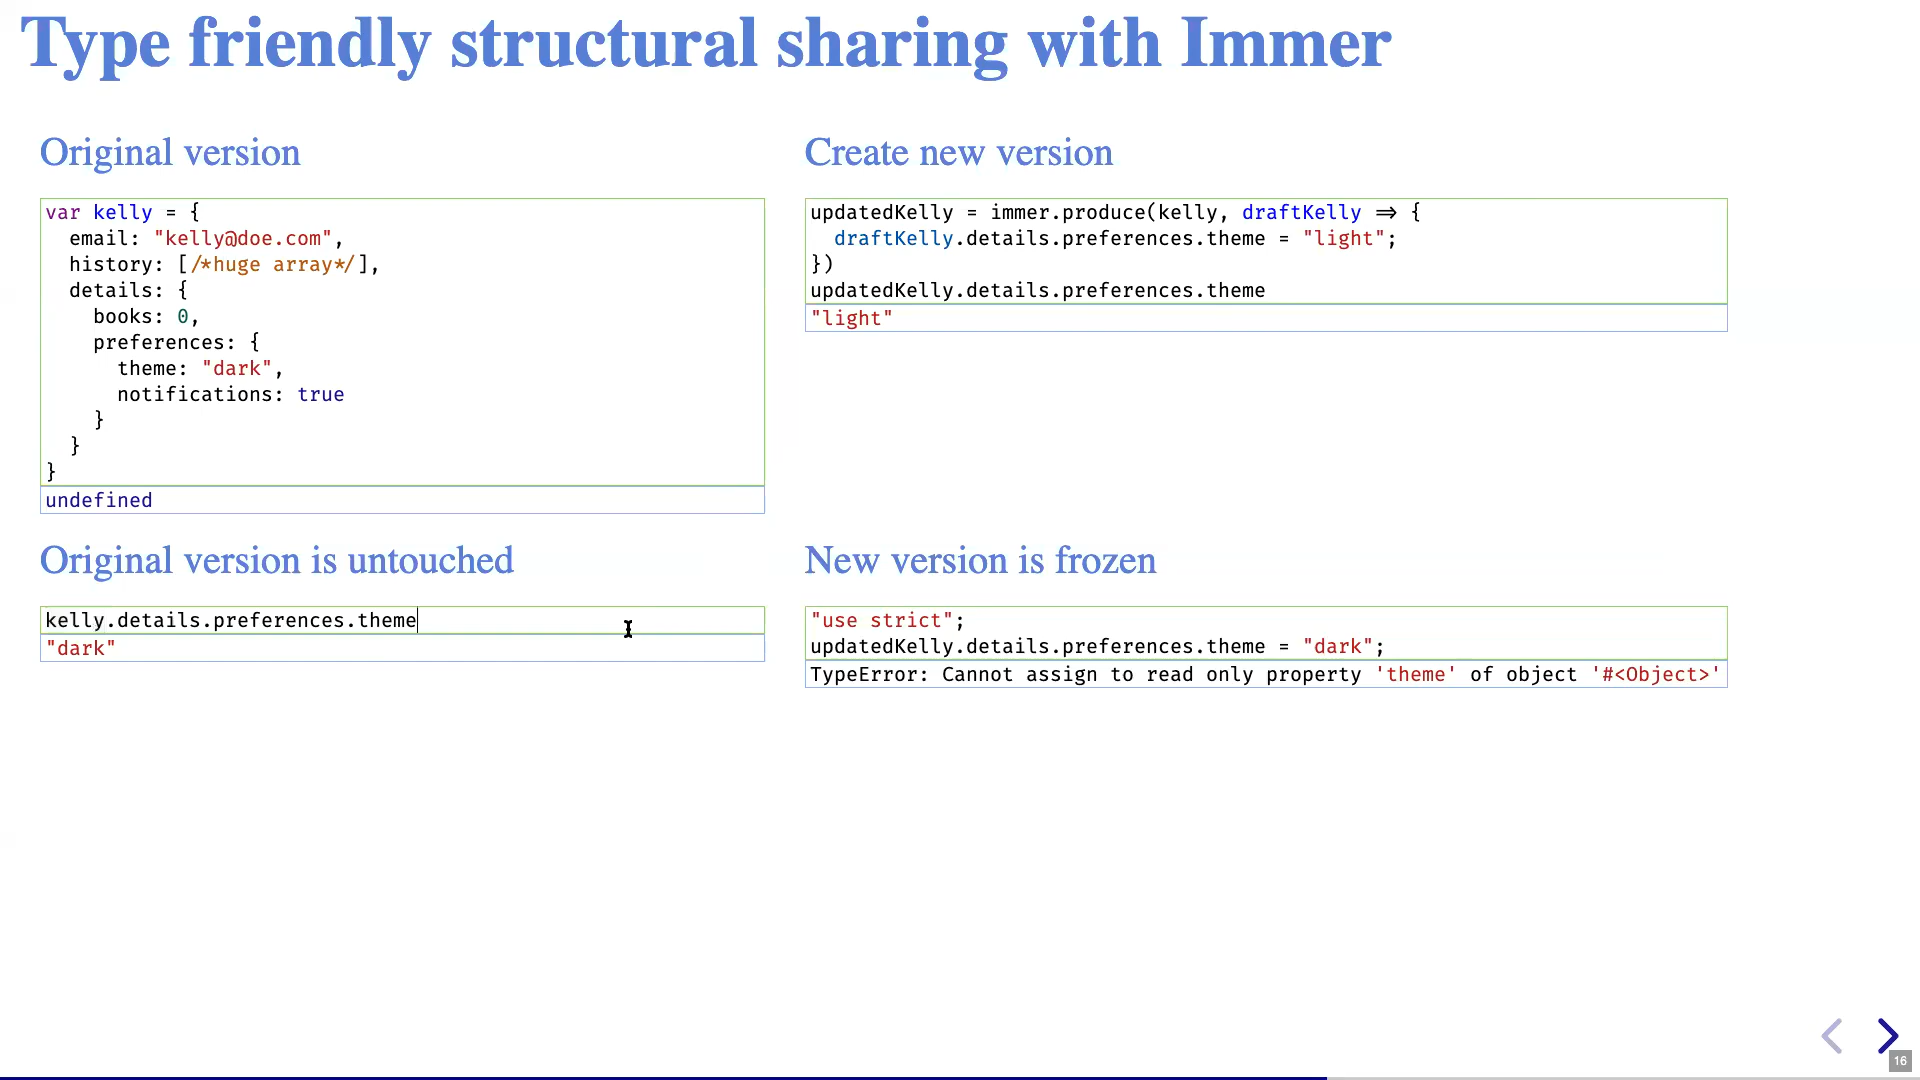 Type friendly structural sharing with Immer
Original version
var kelly = {
  email: "kelly@doe.com",
  history: [/*huge array*/],
  details: {
    books: 0,
    preferences: {
      theme: "dark",
      notifications: true
    }
  }
}
undefined
Create new version
updatedKelly = immer.produce(kelly, draftKelly => {
  draftKelly.details.preferences.theme = "light";
})
updatedKelly.details.preferences.theme
"light"
Original version is untouched
kelly.details.preferences.theme
"dark"
New version is frozen
"use strict";
updatedKelly.details.preferences.theme = "dark";
TypeError: Cannot assign to read only property 'theme' of object '#<Object>'
16